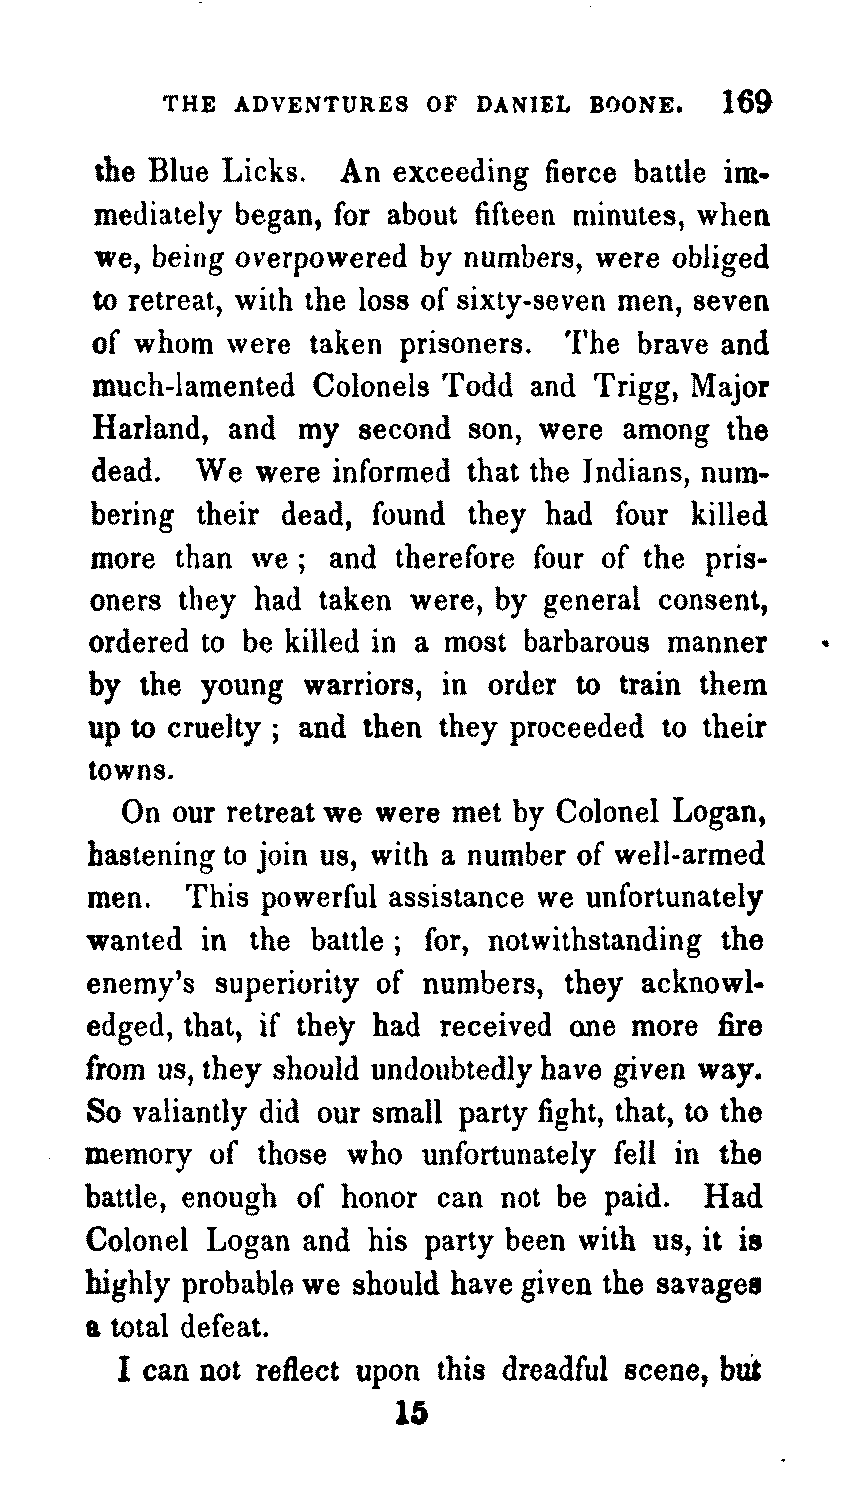 THE ADVENTURES OF DANIEL BOONE. 169
the Blue Licks. An exceeding fierce battle im-
mediately began, for about fifteen minutes, when
we, being overpowered by numbers, were obliged
to retreat, with the loss of sixty-seven men, seven
of whom were taken prisoners. The brave and
much-lamented Colonels Todd and Trigg, Major
Harland, and my second son, were among the
dead. We were informed that the Indians, num-
bering their dead, found they had four killed
more than we ; and therefore four of the pris-
oners they had taken were, by general consent,
ordered to be killed in a most barbarous manner
by the young warriors, in order to train them
up to cruelty ; and then they proceeded to their
towns.
On our retreat we were met by Colonel Logan,
hastening to join us, with a number of well-armed
men. This powerful assistance we unfortunately
wanted in the battle ; for, notwithstanding the
enemy's superiority of numbers, they acknowl-
edged, that, if they had received one more fire
from us, they should undoubtedly have given way.
So valiantly did our small party fight, that, to the
memory of those who unfortunately fell in the
battle, enough of honor can not be paid. Had
Colonel Logan and his party been with us, it is
highly probable we should have given the savages
a total defeat.
I can not reflect upon this dreadful scene, but
15